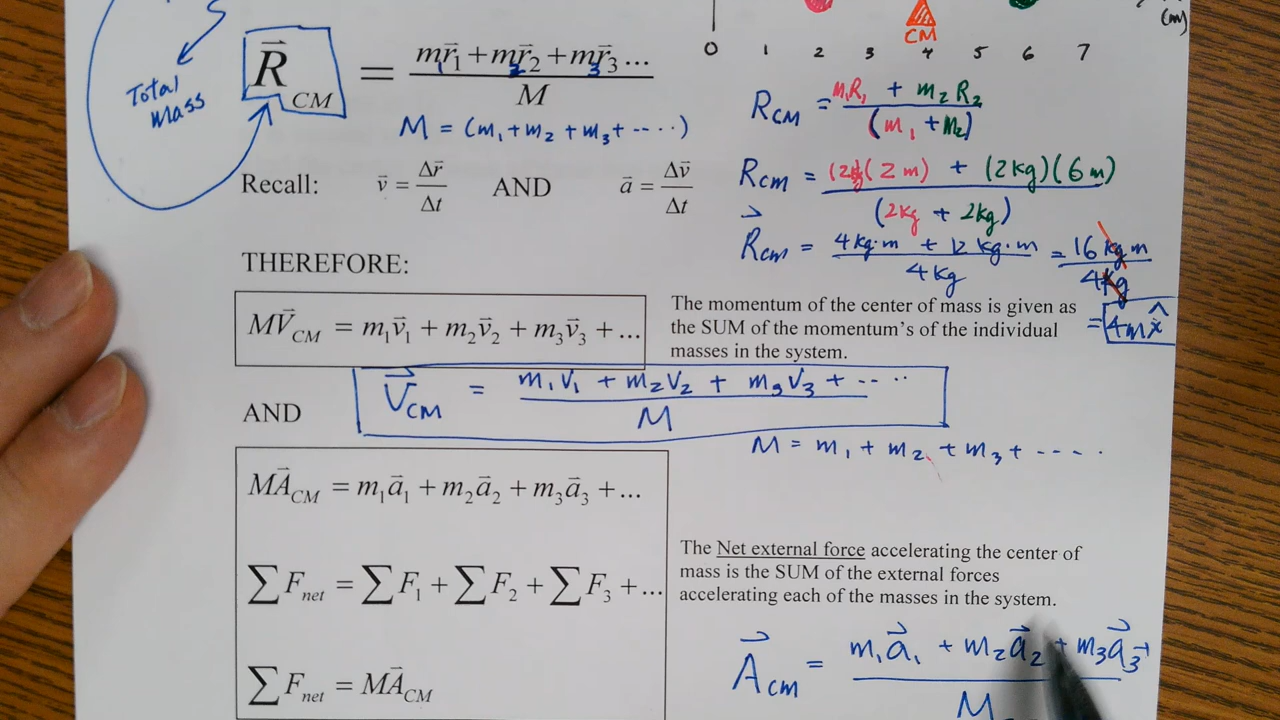 (m)
CM
0 1 2 3 4 5 6 7
Total
mass
R⃗ CM = m₁r⃗₁ + m₂r⃗₂ + m₃r⃗₃ ... / M
M = (m₁ + m₂ + m₃ + ----)
Recall: v⃗ = Δr⃗ / Δt AND a⃗ = Δv⃗ / Δt
THEREFORE:
MV⃗CM = m₁v⃗₁ + m₂v⃗₂ + m₃v⃗₃ + ...
V⃗CM = m₁V₁ + m₂V₂ + m₃V₃ + ---- / M
AND
M = m₁ + m₂ + m₃ + ----
MA⃗CM = m₁a⃗₁ + m₂a⃗₂ + m₃a⃗₃ + ...
∑Fnet = ∑F₁ + ∑F₂ + ∑F₃ + ...
∑Fnet = MA⃗CM
RCM = m₁R₁ + m₂R₂ / (m₁ + m₂)
Rcm = (2kg)(2m) + (2kg)(6m) / (2kg + 2kg)
R⃗cm = 4kg·m + 12kg·m / 4kg = 16kgm / 4kg
= 4m x̂
The momentum of the center of mass is given as
the SUM of the momentum's of the individual
masses in the system.
The Net external force accelerating the center of
mass is the SUM of the external forces
accelerating each of the masses in the system.
A⃗cm = m₁a⃗₁ + m₂a⃗₂ + m₃a⃗₃ / M